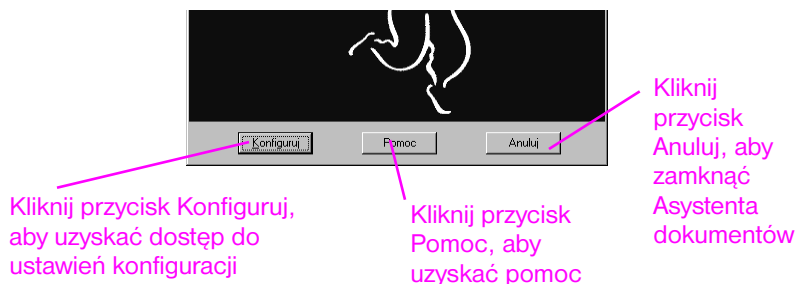 Konfiguruj
Pomoc
Anuluj
Kliknij
przycisk
Anuluj, aby
zamknąć
Asystenta
dokumentów
Kliknij przycisk Konfiguruj,
aby uzyskać dostęp do
ustawień konfiguracji
Kliknij przycisk
Pomoc, aby
uzyskać pomoc